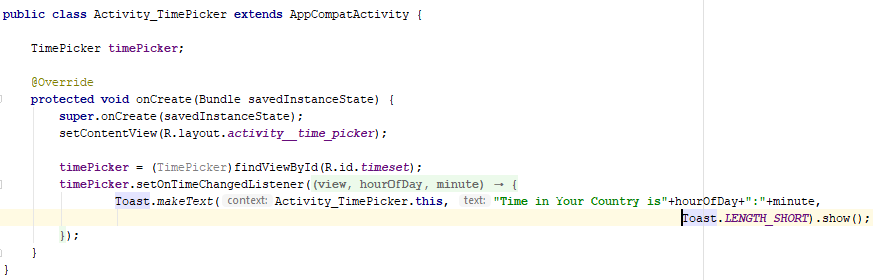 public class Activity_TimePicker extends AppCompatActivity {
TimePicker timePicker;
@Override
protected void onCreate(Bundle savedInstanceState) {
super.onCreate(savedInstanceState);
setContentView(R.layout.activity__time_picker);
timePicker = (TimePicker)findViewById(R.id.timeset);
timePicker.setOnTimeChangedListener((view, hourOfDay, minute) → {
Toast.makeText( context: Activity_TimePicker.this, text: "Time in Your Country is"+hourOfDay+":"+minute,
Toast.LENGTH_SHORT).show();
});
}
}